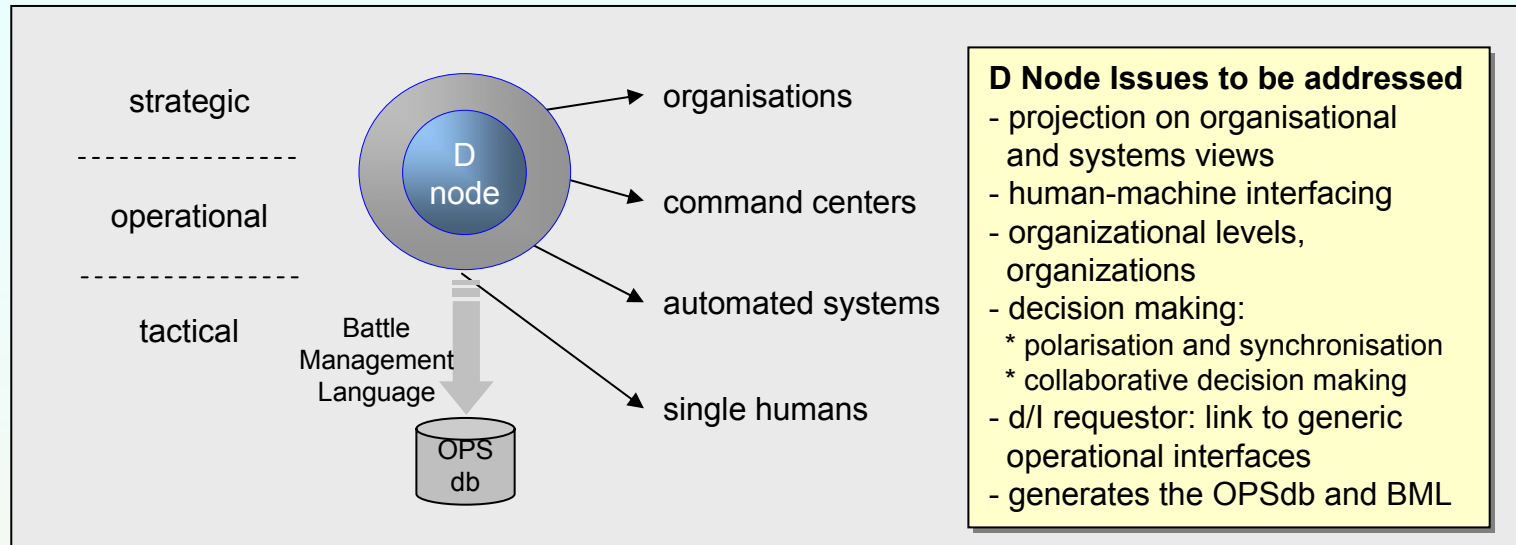 strategic
operational
tactical
D
node
Battle
Management
Language
OPS
db
organisations
command centers
automated systems
single humans
D Node Issues to be addressed
- projection on organisational
and systems views
- human-machine interfacing
- organizational levels,
organizations
- decision making:
* polarisation and synchronisation
* collaborative decision making
- d/I requestor: link to generic
operational interfaces
- generates the OPSdb and BML